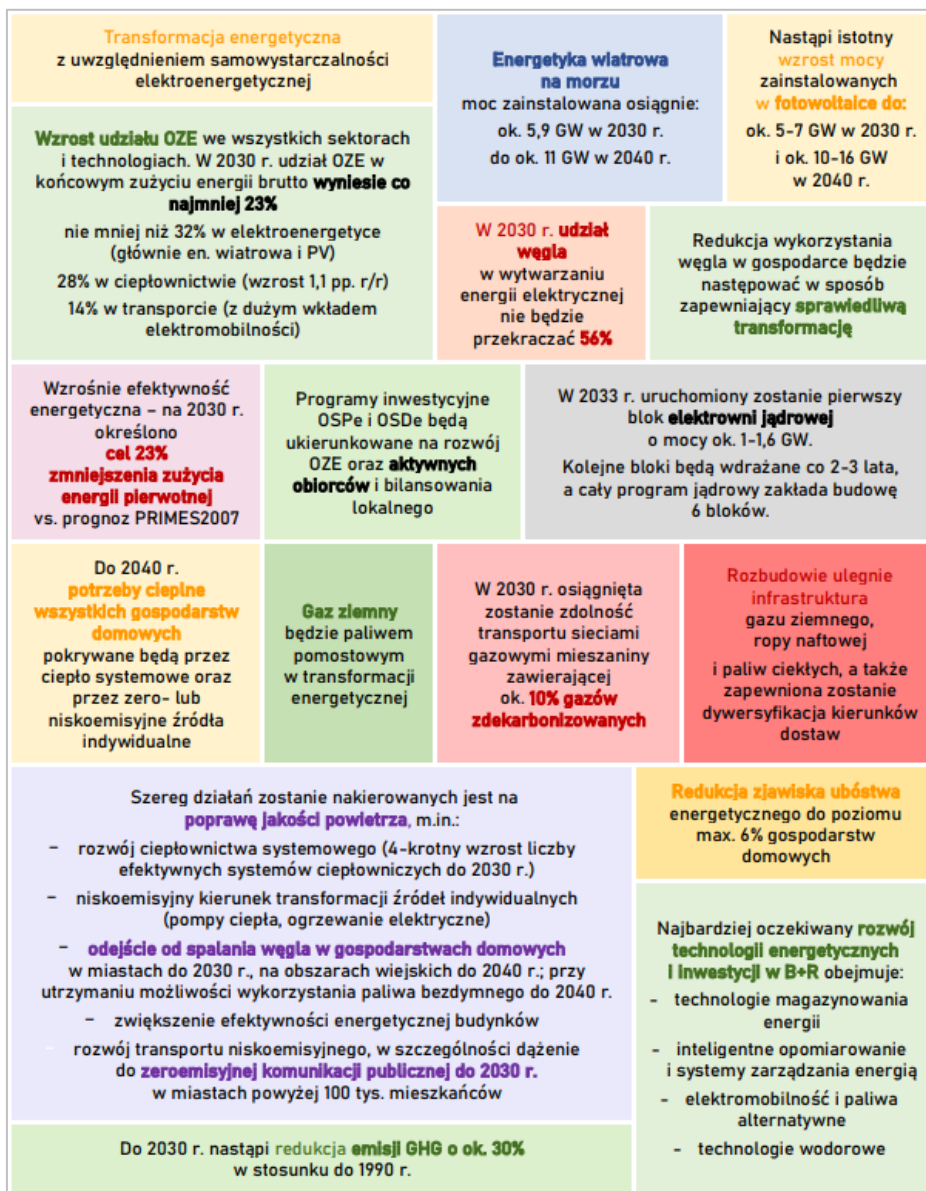 Transformacja energetyczna
z uwzględnieniem samowystarczalności
elektroenergetycznej
Energetyka wiatrowa
na morzu
moc zainstalowana osiągnie:
ok. 5,9 GW w 2030 r.
do ok. 11 GW w 2040 r.
Nastąpi istotny
wzrost mocy
zainstalowanych
w fotowoltaice do:
ok. 5-7 GW w 2030 r.
i ok. 10-16 GW
w 2040 r.
Wzrost udziału OZE we wszystkich sektorach
i technologiach. W 2030 r. udział OZE w
końcowym zużyciu energii brutto wyniesie co
najmniej 23%
nie mniej niż 32% w elektroenergetyce
(głównie en. wiatrowa i PV)
28% w ciepłownictwie (wzrost 1,1 pp. r/r)
14% w transporcie (z dużym wkładem
elektromobilności)
W 2030 r. udział
węgla
w wytwarzaniu
energii elektrycznej
nie będzie
przekraczać 56%
Redukcja wykorzystania
węgla w gospodarce będzie
następować w sposób
zapewniający sprawiedliwą
transformację
Wzrośnie efektywność
energetyczna – na 2030 r.
określono
cel 23%
zmniejszenia zużycia
energii pierwotnej
vs. prognoz PRIMES2007
Programy inwestycyjne
OSPe i OSDe będą
ukierunkowane na rozwój
OZE oraz aktywnych
obiorców i bilansowania
lokalnego
W 2033 r. uruchomiony zostanie pierwszy
blok elektrowni jądrowej
o mocy ok. 1-1,6 GW.
Kolejne bloki będą wdrażane co 2-3 lata,
a cały program jądrowy zakłada budowę
6 bloków.
Do 2040 r.
potrzeby cieplne
wszystkich gospodarstw
domowych
pokrywane będą przez
ciepło systemowe oraz
przez zero- lub
niskoemisyjne źródła
indywidualne
Gaz ziemny
będzie paliwem
pomostowym
w transformacji
energetycznej
W 2030 r. osiągnięta
zostanie zdolność
transportu sieciami
gazowymi mieszaniny
zawierającej
ok. 10% gazów
zdekarbonizowanych
Rozbudowie ulegnie
infrastruktura
gazu ziemnego,
ropy naftowej
i paliw ciekłych, a także
zapewniona zostanie
dywersyfikacja kierunków
dostaw
Szereg działań zostanie nakierowanych jest na
poprawę jakości powietrza, m.in.:
– rozwój ciepłownictwa systemowego (4-krotny wzrost liczby
efektywnych systemów ciepłowniczych do 2030 r.)
– niskoemisyjny kierunek transformacji źródeł indywidualnych
(pompy ciepła, ogrzewanie elektryczne)
– odejście od spalania węgla w gospodarstwach domowych
w miastach do 2030 r., na obszarach wiejskich do 2040 r.; przy
utrzymaniu możliwości wykorzystania paliwa bezdymnego do 2040 r.
– zwiększenie efektywności energetycznej budynków
– rozwój transportu niskoemisyjnego, w szczególności dążenie
do zeroemisyjnej komunikacji publicznej do 2030 r.
w miastach powyżej 100 tys. mieszkańców
Redukcja zjawiska ubóstwa
energetycznego do poziomu
max. 6% gospodarstw
domowych
Najbardziej oczekiwany rozwój
technologii energetycznych
i inwestycji w B+R obejmuje:
- technologie magazynowania
energii
- inteligentne opomiarowanie
i systemy zarządzania energią
- elektromobilność i paliwa
alternatywne
- technologie wodorowe
Do 2030 r. nastąpi redukcja emisji GHG o ok. 30%
w stosunku do 1990 r.